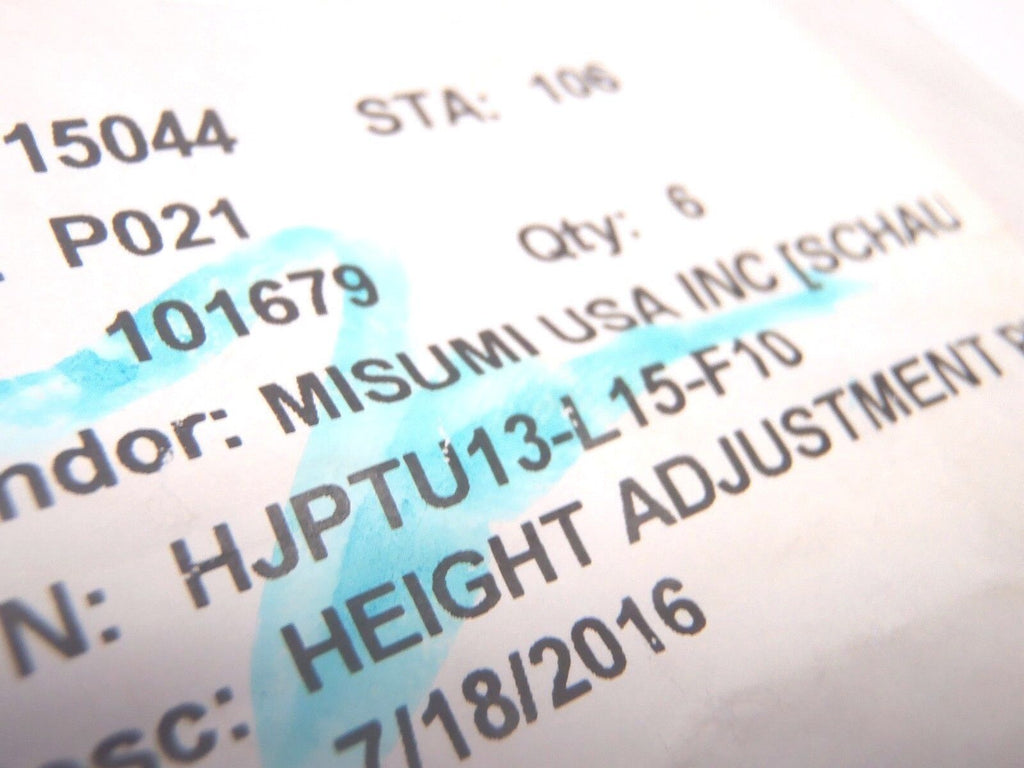 15044 STA: 106
P021
101679 Qty: 6
ndor: MISUMI USA INC [SCHAU
N: HJPTU13-L15-F10
esc: HEIGHT ADJUSTMENT P
7/18/2016